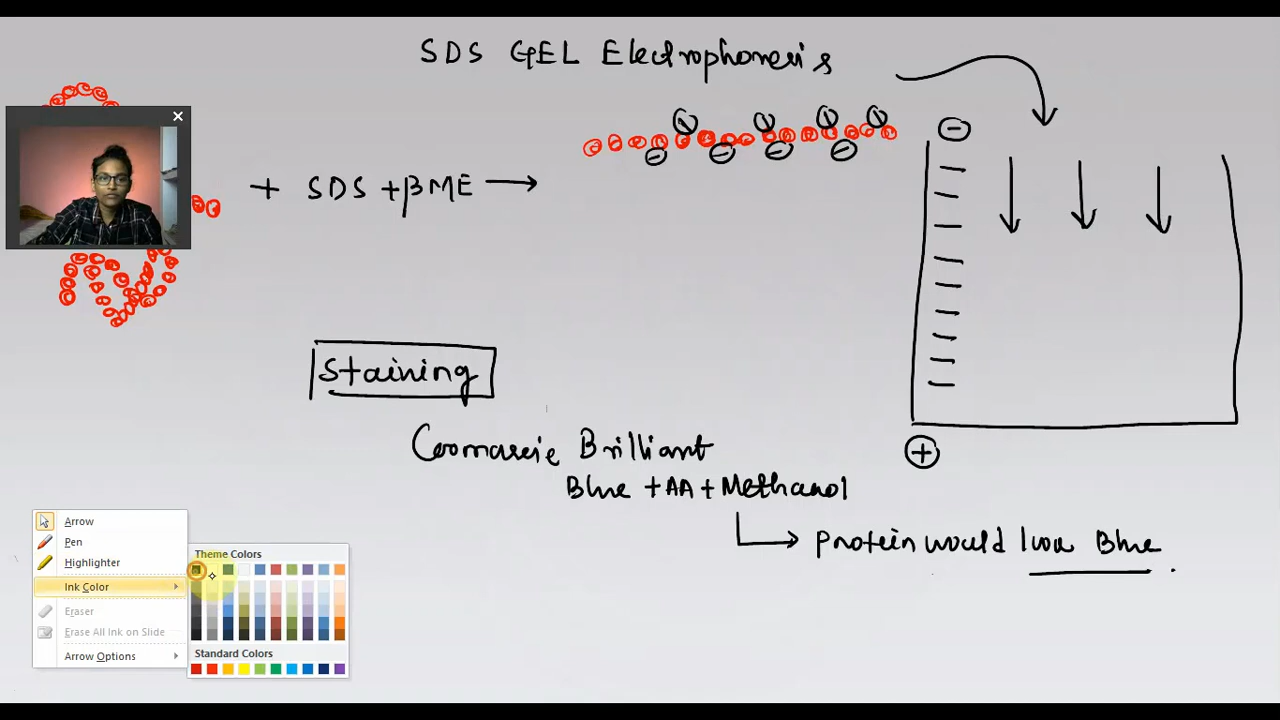 SDS GEL Electrophoresis
+ SDS + βME →
Staining
Coomassie Brilliant
Blue + AA + Methanol
protein would Blue
Arrow
Pen
Highlighter
Ink Color
Eraser
Erase All Ink on Slide
Arrow Options
Theme Colors
Standard Colors